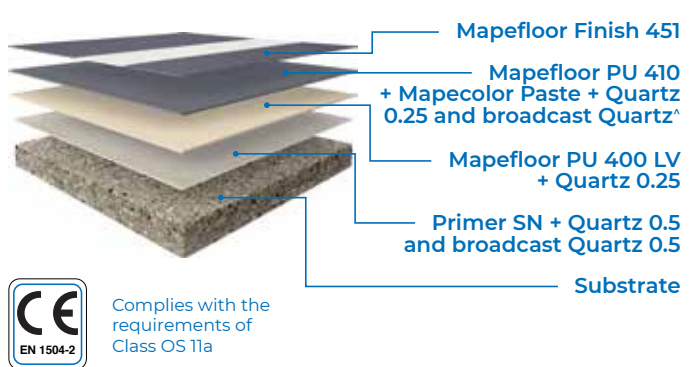 Mapefloor Finish 451
Mapefloor PU 410
+ Mapecolor Paste + Quartz
0.25 and broadcast Quartz^
Mapefloor PU 400 LV
+ Quartz 0.25
Primer SN + Quartz 0.5
and broadcast Quartz 0.5
Substrate
CE
EN 1504-2
Complies with the
requirements of
Class OS 11a